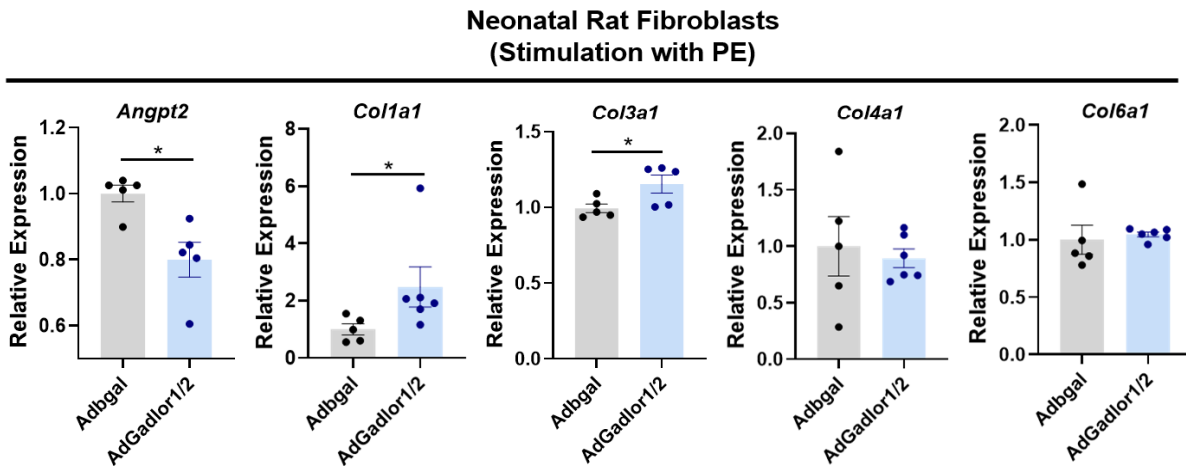 Neonatal Rat Fibroblasts
(Stimulation with PE)
Angpt2
Relative Expression
1.2
1.0
0.8
0.6
*
Adbgal
AdGadlor1/2
Col1a1
Relative Expression
8
6
4
2
0
*
Adbgal
AdGadlor1/2
Col3a1
Relative Expression
1.5
1.0
0.5
0.0
*
Adbgal
AdGadlor1/2
Col4a1
Relative Expression
2.0
1.5
1.0
0.5
0.0
Adbgal
AdGadlor1/2
Col6a1
Relative Expression
2.0
1.5
1.0
0.5
0.0
Adbgal
AdGadlor1/2